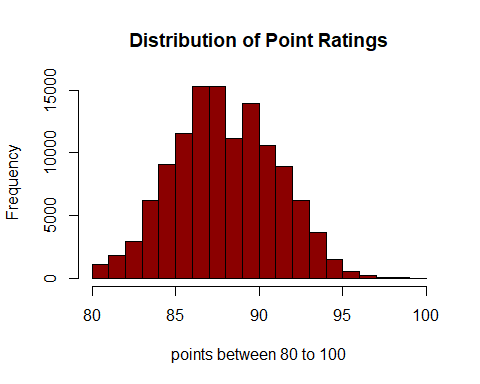 Distribution of Point Ratings
Frequency
15000
10000
5000
0
80 85 90 95 100
points between 80 to 100